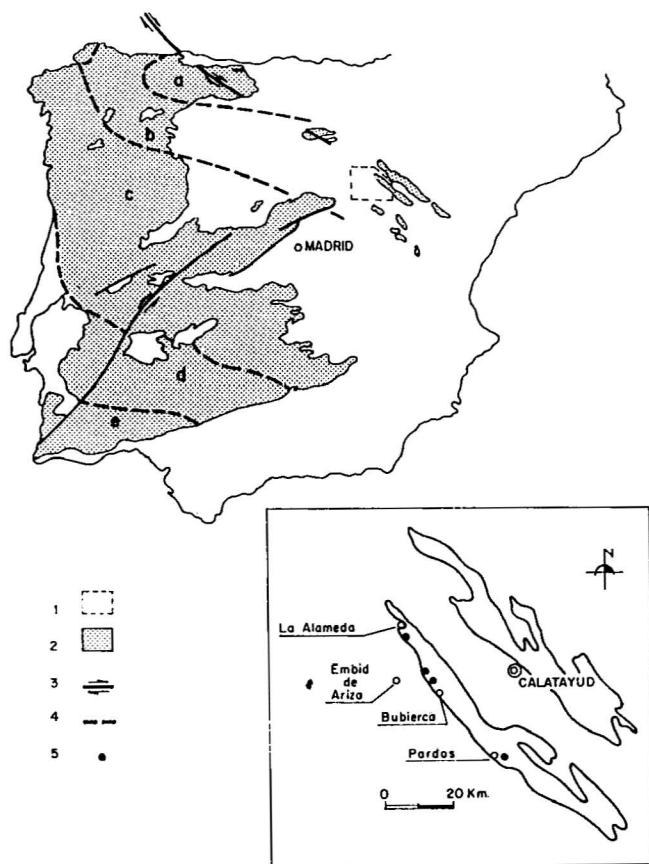 a
b
c
MADRID
d
e
N
La Alameda
Embid
de
Ariza
CALATAYUD
Bubierca
Pardos
0 20 Km.
1
2
3
4
5